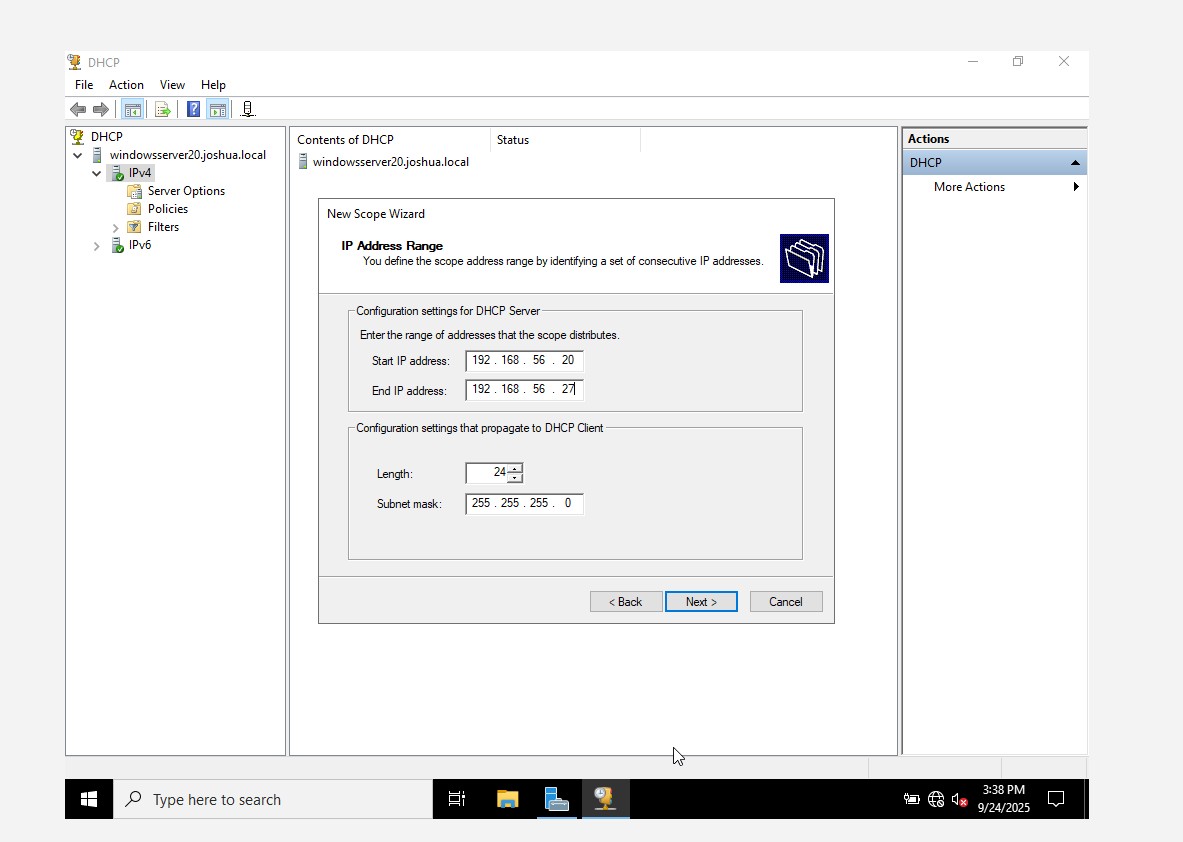 DHCP
File Action View Help
DHCP
windowsserver20.joshua.local
IPv4
Server Options
Policies
Filters
IPv6
Contents of DHCP Status
windowsserver20.joshua.local
New Scope Wizard
IP Address Range
You define the scope address range by identifying a set of consecutive IP addresses.
Configuration settings for DHCP Server
Enter the range of addresses that the scope distributes.
Start IP address: 192 . 168 . 56 . 20
End IP address: 192 . 168 . 56 . 27
Configuration settings that propagate to DHCP Client
Length: 24
Subnet mask: 255 . 255 . 255 . 0
< Back Next > Cancel
Actions
DHCP
More Actions
Type here to search
3:38 PM
9/24/2025